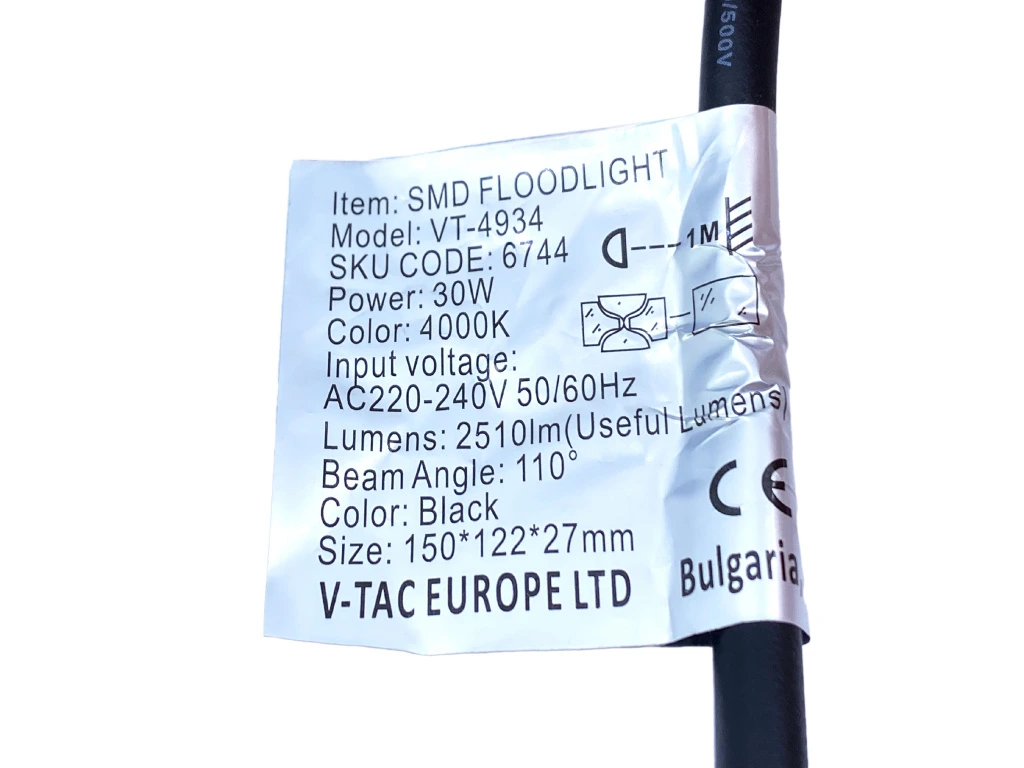 /500V
Item: SMD FLOODLIGHT
Model: VT-4934
SKU CODE: 6744
1M
Power: 30W
Color: 4000K
Input voltage:
AC220-240V 50/60Hz
Lumens: 2510lm(Useful Lumens)
Beam Angle: 110°
CE
Color: Black
Size: 150*122*27mm
V-TAC EUROPE LTD Bulgaria,